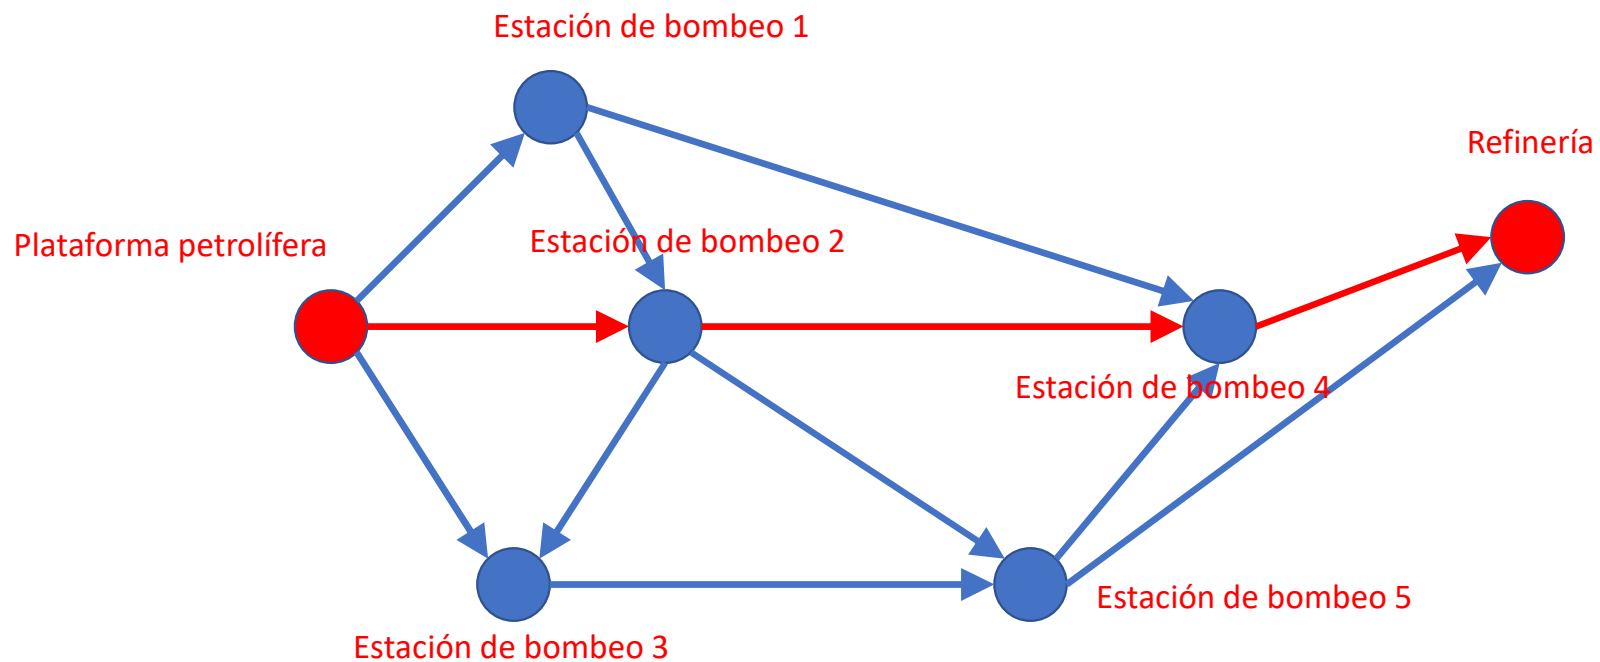 Estación de bombeo 1
Refinería
Plataforma petrolífera
Estación de bombeo 2
Estación de bombeo 4
Estación de bombeo 5
Estación de bombeo 3